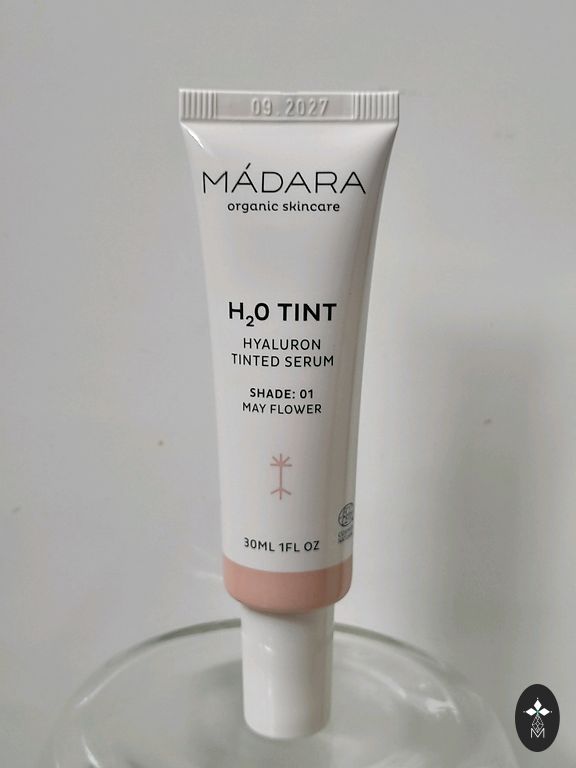 09.2027
MÁDARA
organic skincare
H₂O TINT
HYALURON
TINTED SERUM
SHADE: 01
MAY FLOWER
30ML 1FL OZ
M